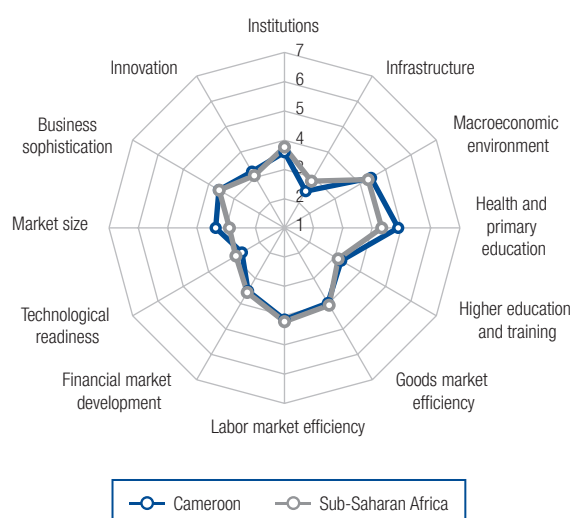 Institutions
7
6
5
4
3
2
1
Infrastructure
Macroeconomic
environment
Health and
primary
education
Higher education
and training
Goods market
efficiency
Labor market efficiency
Financial market
development
Technological
readiness
Market size
Business
sophistication
Innovation
Cameroon
Sub-Saharan Africa